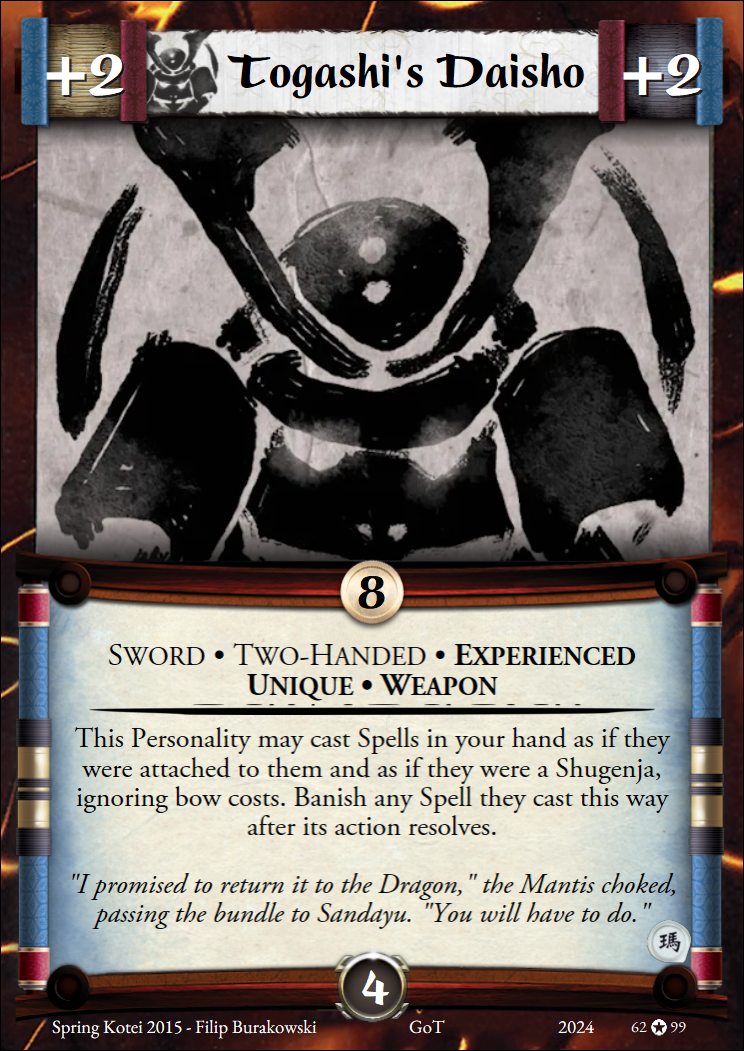 +2 Togashi's Daisho +2
8
Sword • Two-Handed • Experienced
Unique • Weapon
This Personality may cast Spells in your hand as if they
were attached to them and as if they were a Shugenja,
ignoring bow costs. Banish any Spell they cast this way
after its action resolves.
"I promised to return it to the Dragon," the Mantis choked,
passing the bundle to Sandayu. "You will have to do."
瑪
4
Spring Kotei 2015 - Filip Burakowski GoT 2024 62 ✪ 99